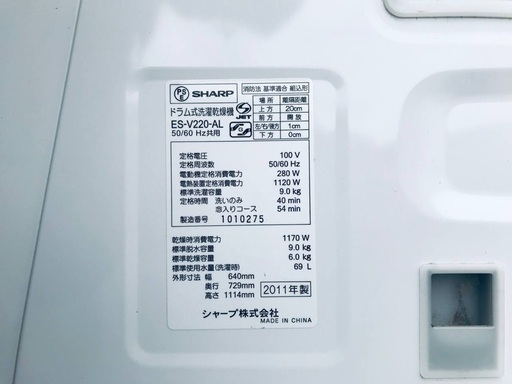 PS E SHARP
ドラム式洗濯乾燥機
ES-V220-AL
50/60 Hz共用
JET
消防法 基準適合 組込形
場所 離隔距離
上方 20cm
前方 開放
左/右/後方 1cm
下方 0cm
定格電圧 100 V
定格周波数 50/60 Hz
電動機定格消費電力 280 W
電熱装置定格消費電力 1120 W
標準洗濯容量 9.0 kg
定格時間 洗いのみ 40 min
念入りコース 54 min
製造番号 1010275
乾燥時消費電力 1170 W
標準脱水容量 9.0 kg
標準乾燥容量 6.0 kg
標準使用水量(洗濯時) 69 L
外形寸法 幅 640mm
奥行 729mm
高さ 1114mm
2011年製
シャープ株式会社
MADE IN CHINA